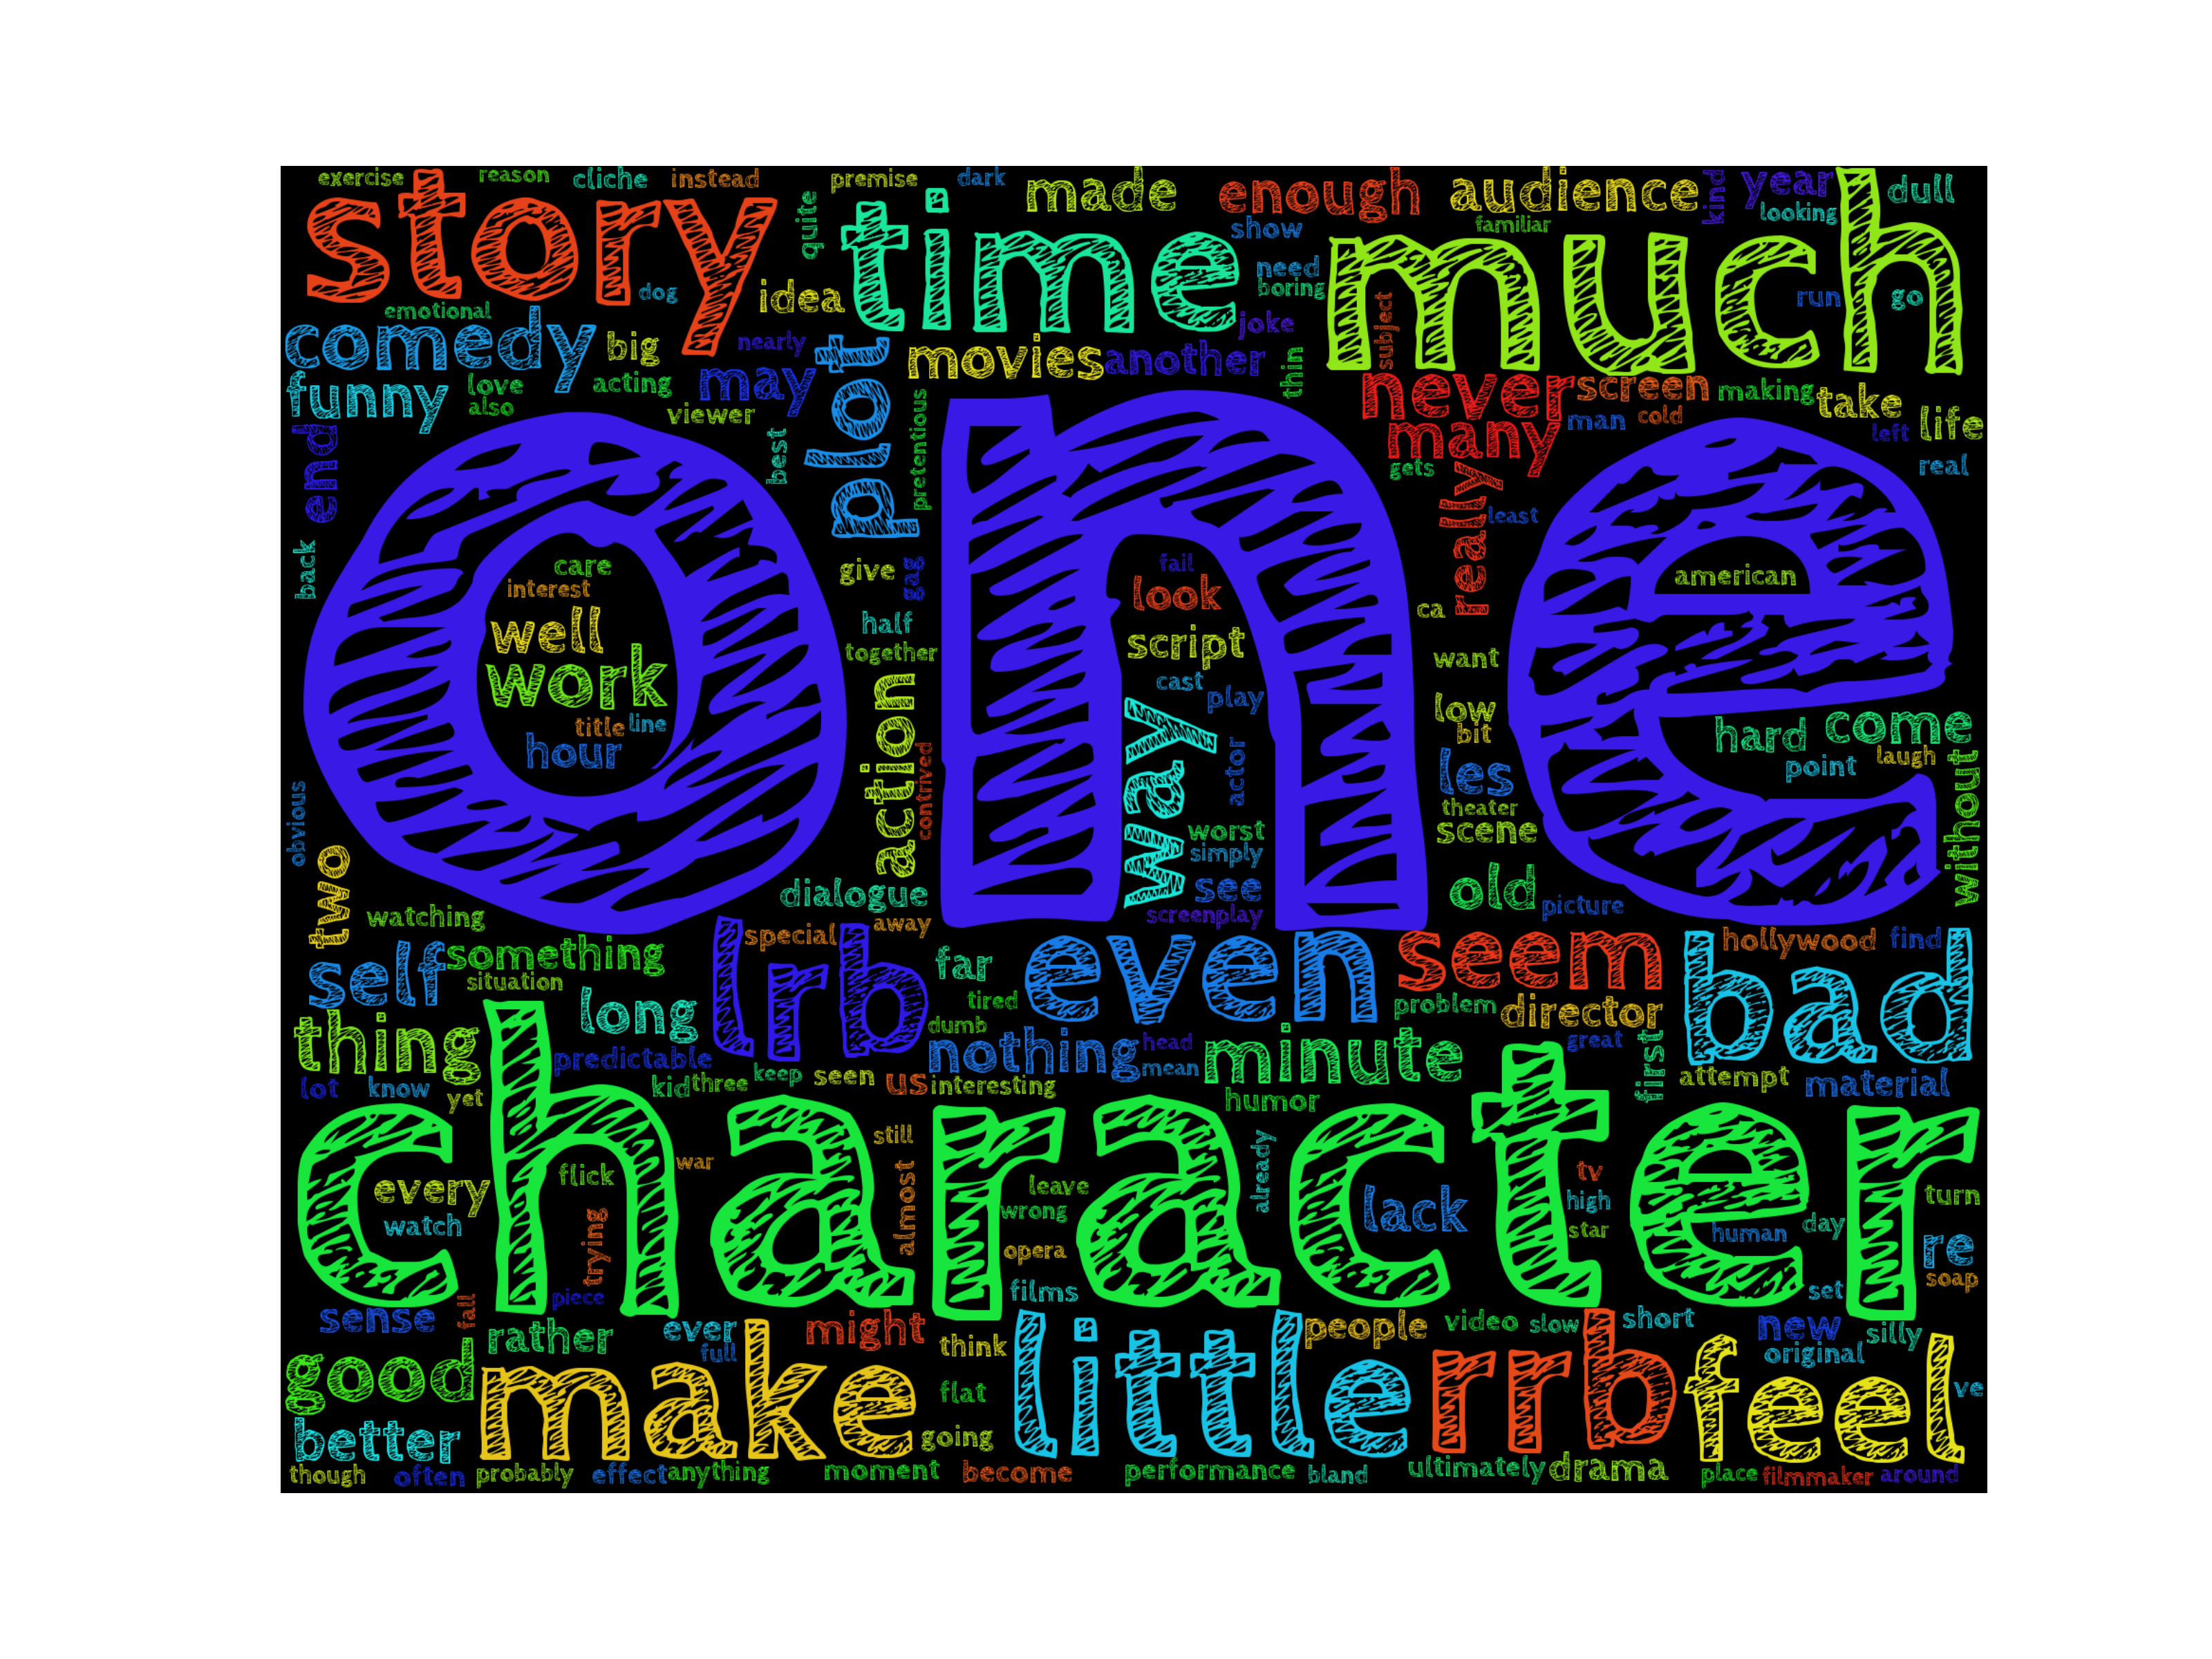 exercise reason cliche instead premise dark made enough audience kind year dull
story quite time show familiar looking much
emotional dog idea need boring run go
comedy big nearly plot movies another joke thin subject
funny love also acting may viewer never screen making take life
many man cold left
end best pretentious gets really least real
back care interest give gag fail look ca american
well work half together script want
title line hour action cast play way low bit les hard come
obvious contrived actor theater point laugh without
two worst simply scene
dialogue see old picture
one
watching special away screenplay hollywood find
self something situation lrb far even seem bad
long tired problem director
thing predictable dumb nothing head mean minute great first attempt material
lot know yet kid three keep seen us interesting humor
character
every watch flick war still almost leave wrong already lack tv high star human day turn
trying opera re soap
sense fall piece films set
rather ever full might think people video slow short new original silly
good make flat little rrb feel ve
better going
though often probably effect anything moment become performance bland ultimately drama place filmmaker around